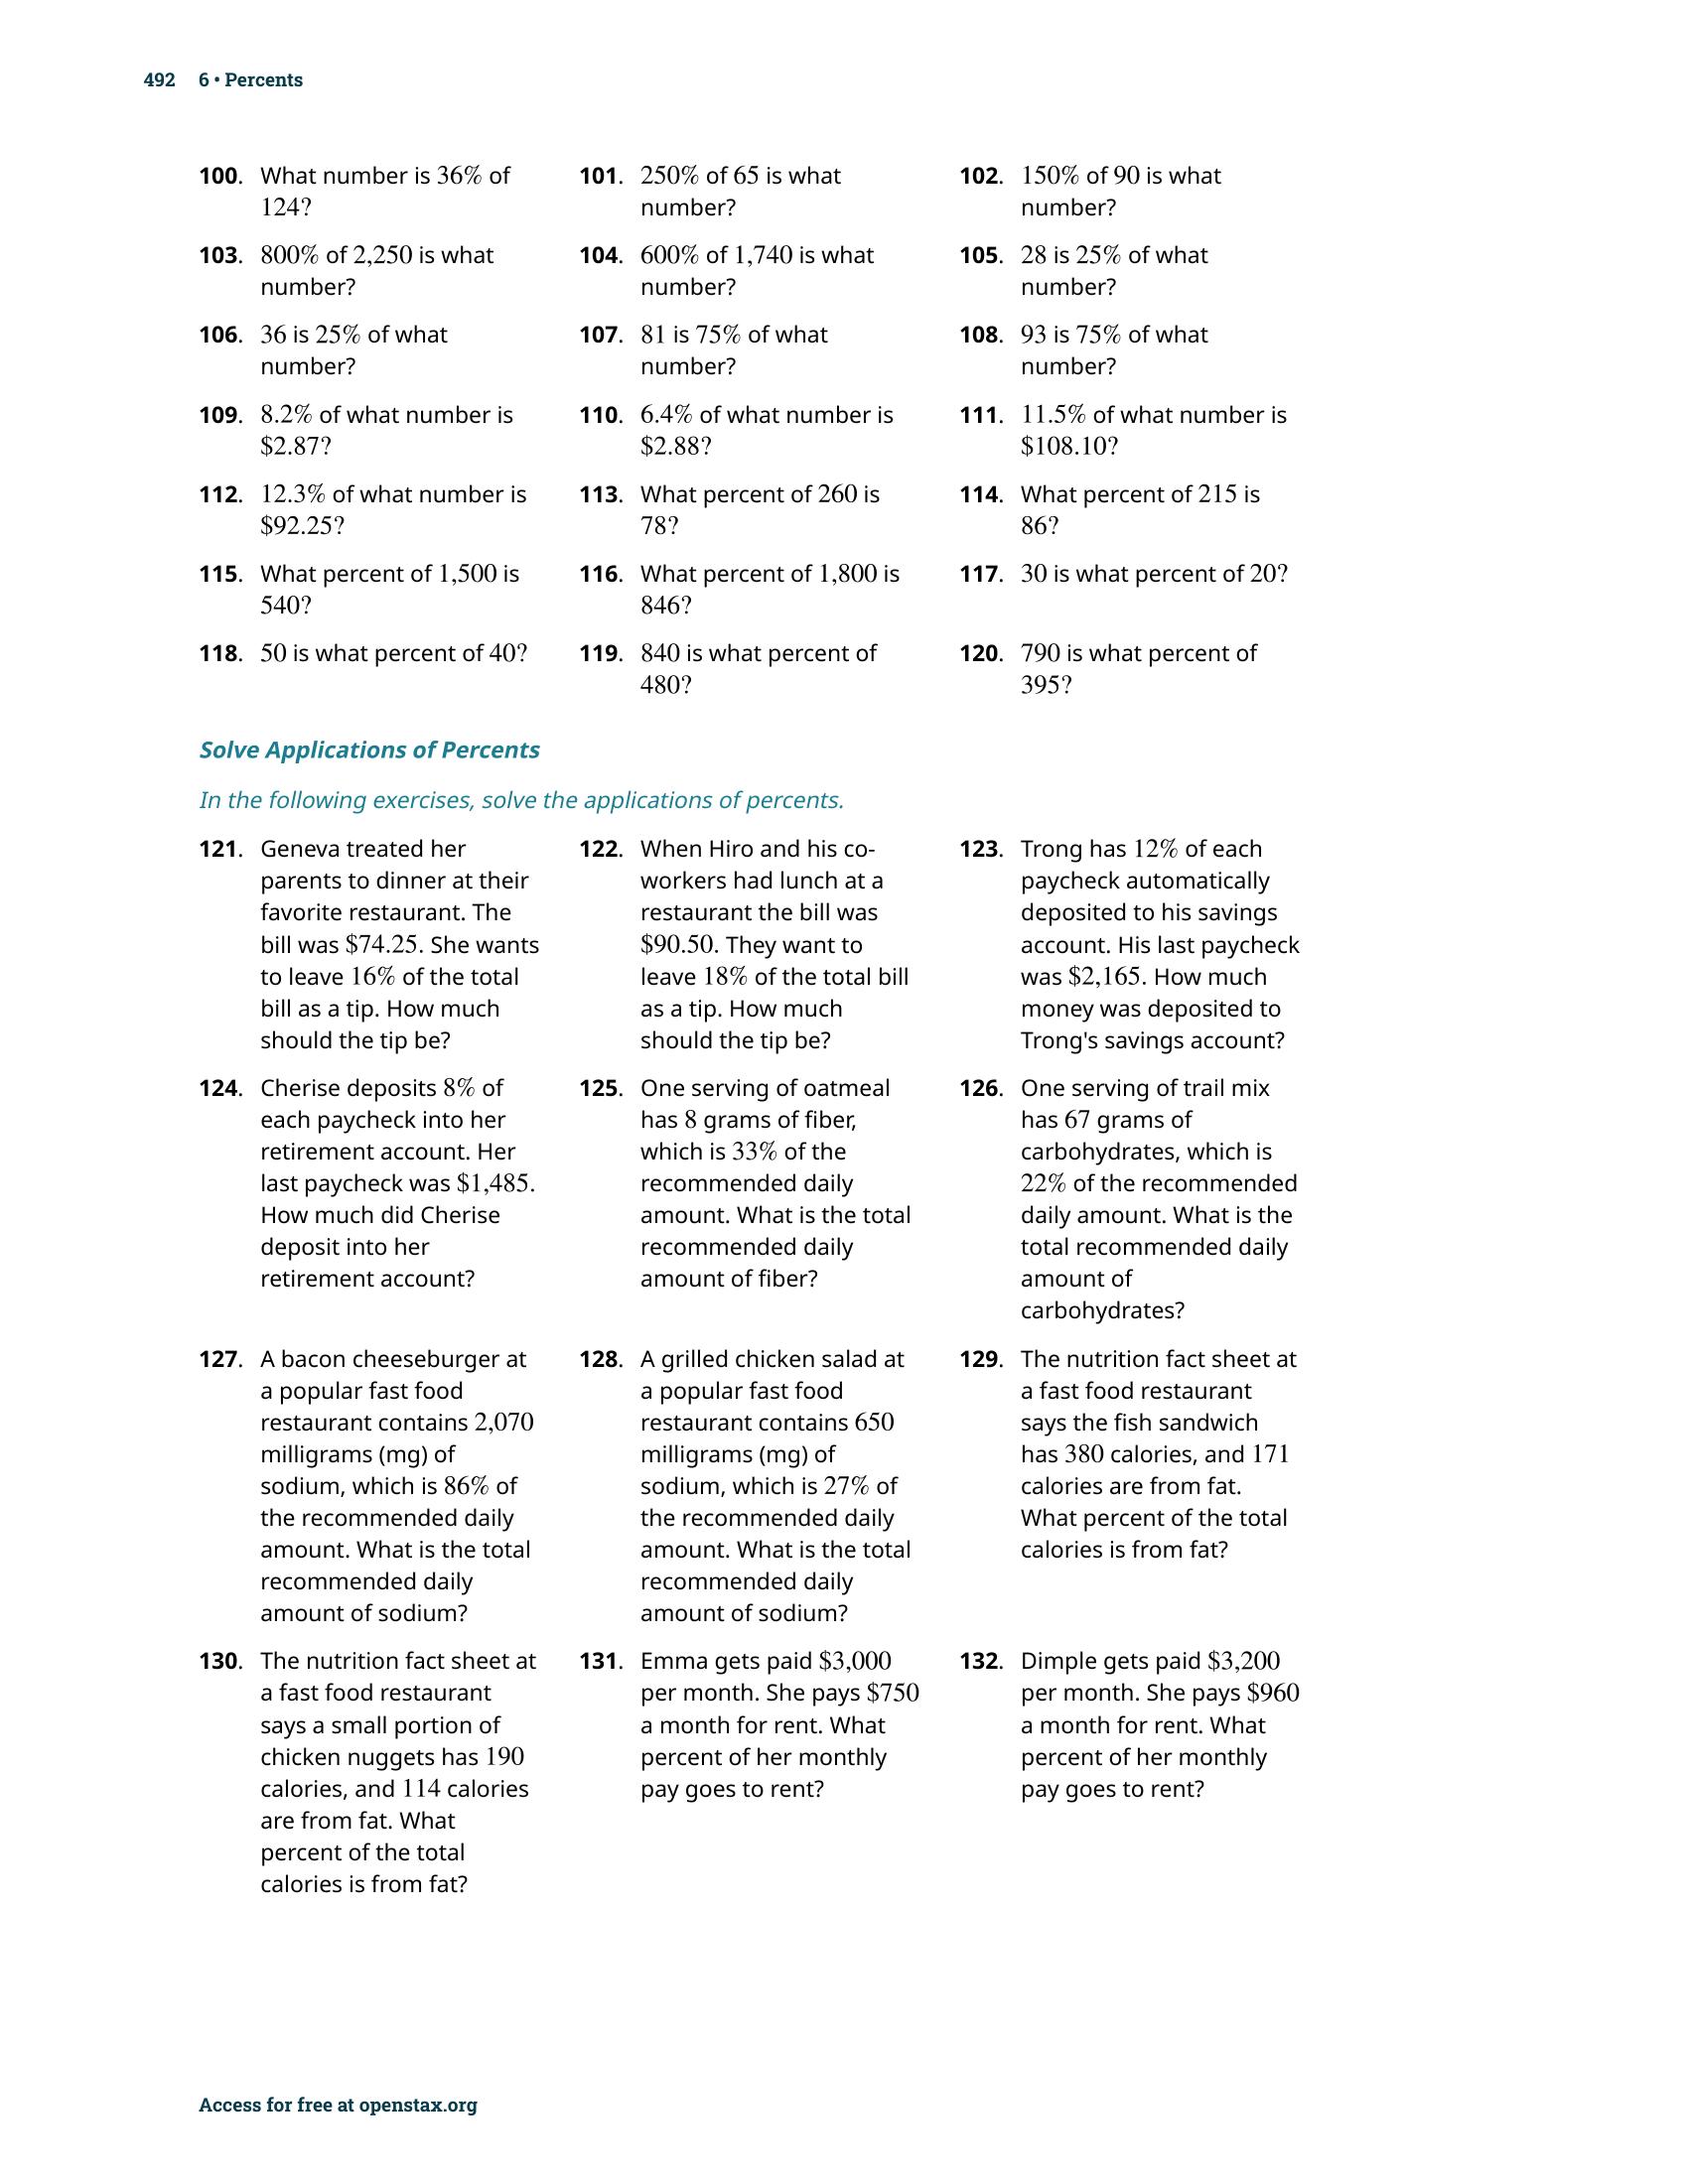 492 6 • Percents
100. What number is 36% of
124?
101. 250% of 65 is what
number?
102. 150% of 90 is what
number?
103. 800% of 2,250 is what
number?
104. 600% of 1,740 is what
number?
105. 28 is 25% of what
number?
106. 36 is 25% of what
number?
107. 81 is 75% of what
number?
108. 93 is 75% of what
number?
109. 8.2% of what number is
$2.87?
110. 6.4% of what number is
$2.88?
111. 11.5% of what number is
$108.10?
112. 12.3% of what number is
$92.25?
113. What percent of 260 is
78?
114. What percent of 215 is
86?
115. What percent of 1,500 is
540?
116. What percent of 1,800 is
846?
117. 30 is what percent of 20?
118. 50 is what percent of 40?
119. 840 is what percent of
480?
120. 790 is what percent of
395?
Solve Applications of Percents
In the following exercises, solve the applications of percents.
121. Geneva treated her
parents to dinner at their
favorite restaurant. The
bill was $74.25. She wants
to leave 16% of the total
bill as a tip. How much
should the tip be?
122. When Hiro and his co-
workers had lunch at a
restaurant the bill was
$90.50. They want to
leave 18% of the total bill
as a tip. How much
should the tip be?
123. Trong has 12% of each
paycheck automatically
deposited to his savings
account. His last paycheck
was $2,165. How much
money was deposited to
Trong's savings account?
124. Cherise deposits 8% of
each paycheck into her
retirement account. Her
last paycheck was $1,485.
How much did Cherise
deposit into her
retirement account?
125. One serving of oatmeal
has 8 grams of fiber,
which is 33% of the
recommended daily
amount. What is the total
recommended daily
amount of fiber?
126. One serving of trail mix
has 67 grams of
carbohydrates, which is
22% of the recommended
daily amount. What is the
total recommended daily
amount of
carbohydrates?
127. A bacon cheeseburger at
a popular fast food
restaurant contains 2,070
milligrams (mg) of
sodium, which is 86% of
the recommended daily
amount. What is the total
recommended daily
amount of sodium?
128. A grilled chicken salad at
a popular fast food
restaurant contains 650
milligrams (mg) of
sodium, which is 27% of
the recommended daily
amount. What is the total
recommended daily
amount of sodium?
129. The nutrition fact sheet at
a fast food restaurant
says the fish sandwich
has 380 calories, and 171
calories are from fat.
What percent of the total
calories is from fat?
130. The nutrition fact sheet at
a fast food restaurant
says a small portion of
chicken nuggets has 190
calories, and 114 calories
are from fat. What
percent of the total
calories is from fat?
131. Emma gets paid $3,000
per month. She pays $750
a month for rent. What
percent of her monthly
pay goes to rent?
132. Dimple gets paid $3,200
per month. She pays $960
a month for rent. What
percent of her monthly
pay goes to rent?
Access for free at openstax.org